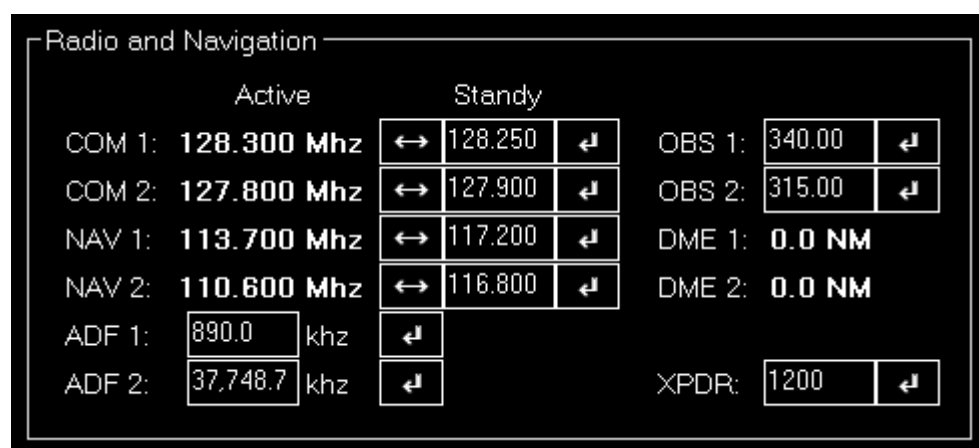 Radio and Navigation
Active Standy
COM 1: 128.300 Mhz ↔ 128.250 ↲ OBS 1: 340.00 ↲
COM 2: 127.800 Mhz ↔ 127.900 ↲ OBS 2: 315.00 ↲
NAV 1: 113.700 Mhz ↔ 117.200 ↲ DME 1: 0.0 NM
NAV 2: 110.600 Mhz ↔ 116.800 ↲ DME 2: 0.0 NM
ADF 1: 890.0 khz ↲
ADF 2: 37,748.7 khz ↲ XPDR: 1200 ↲